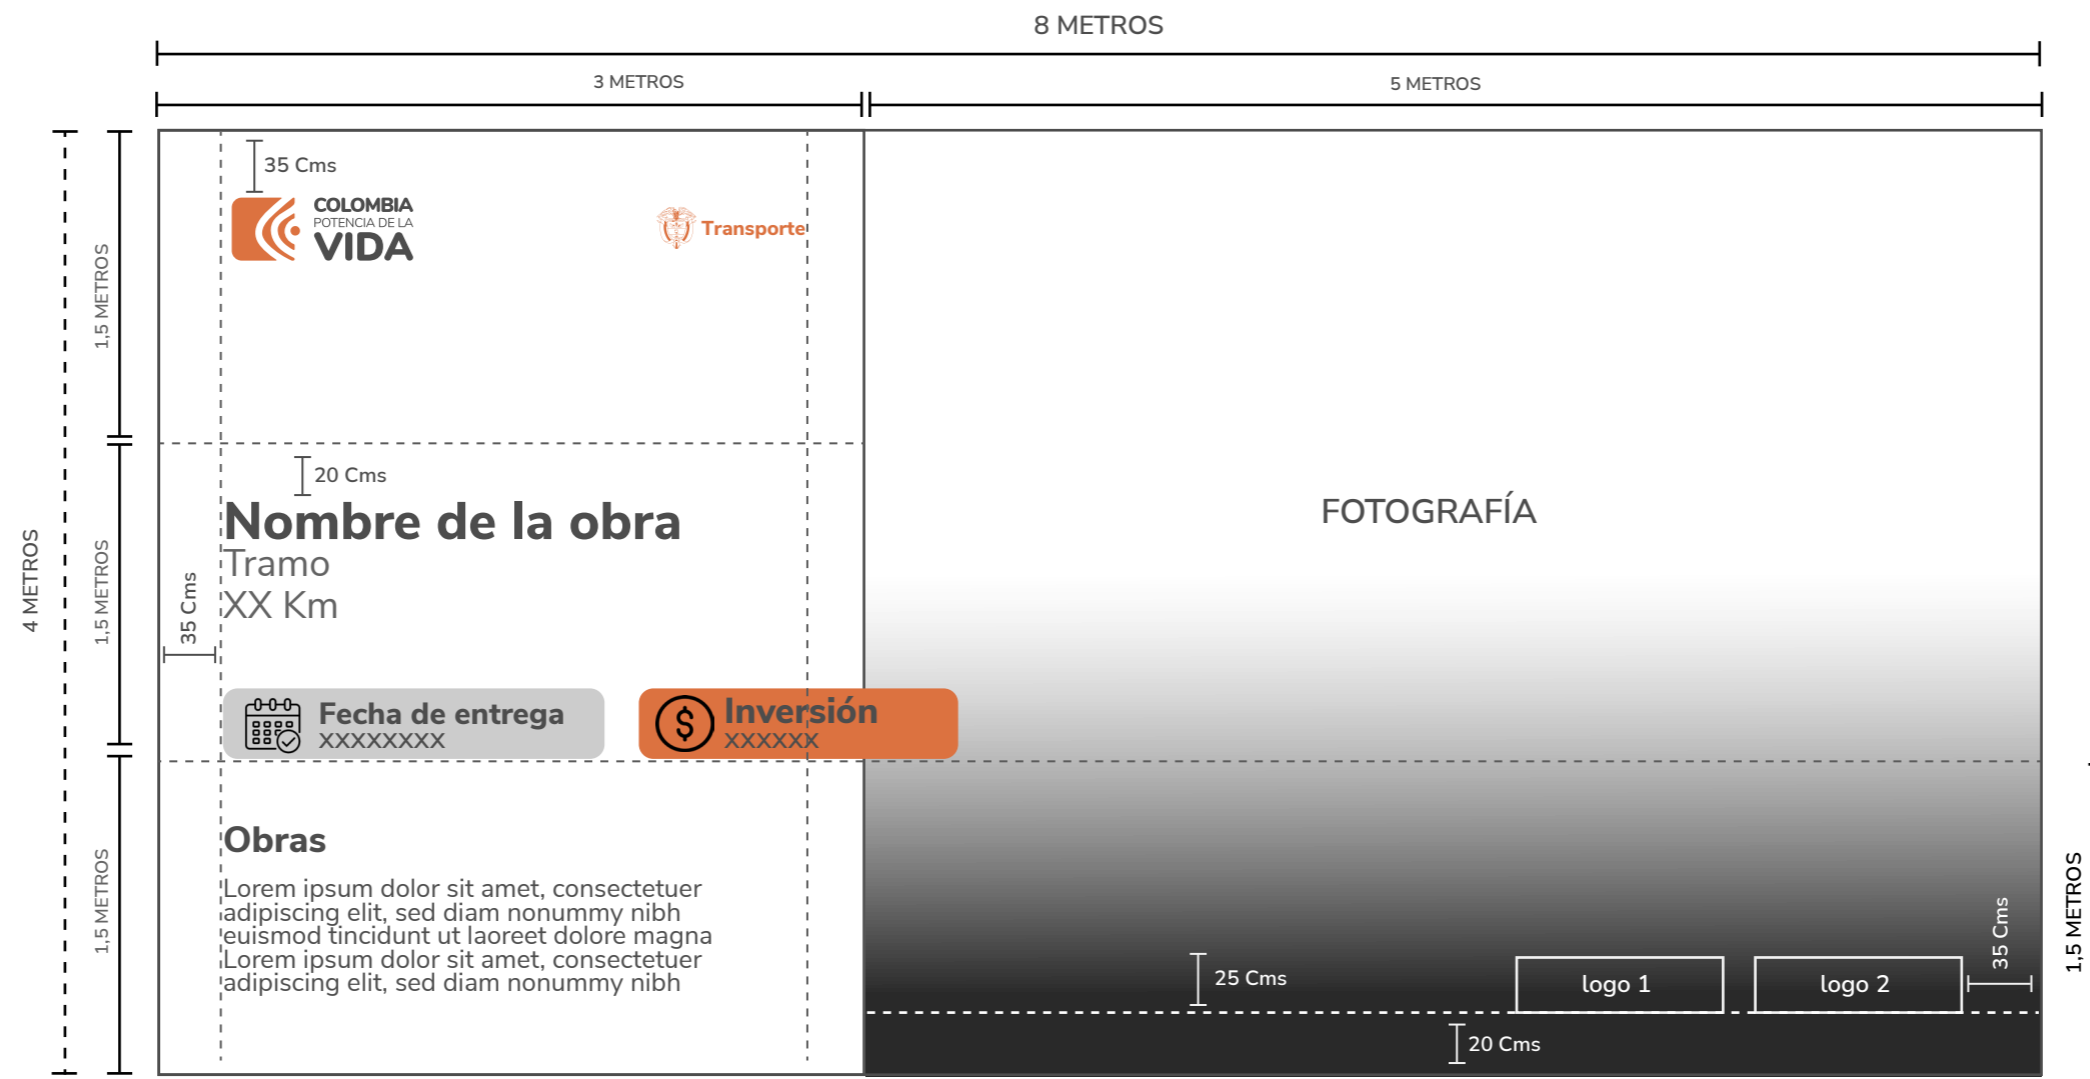 8 METROS
3 METROS
5 METROS
35 Cms
COLOMBIA
POTENCIA DE LA
VIDA
Transporte
1,5 METROS
20 Cms
Nombre de la obra
Tramo
XX Km
FOTOGRAFÍA
4 METROS
1,5 METROS
35 Cms
Fecha de entrega
XXXXXXXX
Inversión
XXXXXX
Obras
Lorem ipsum dolor sit amet, consectetuer
adipiscing elit, sed diam nonummy nibh
euismod tincidunt ut laoreet dolore magna
Lorem ipsum dolor sit amet, consectetuer
adipiscing elit, sed diam nonummy nibh
1,5 METROS
25 Cms
logo 1
logo 2
35 Cms
1,5 METROS
20 Cms